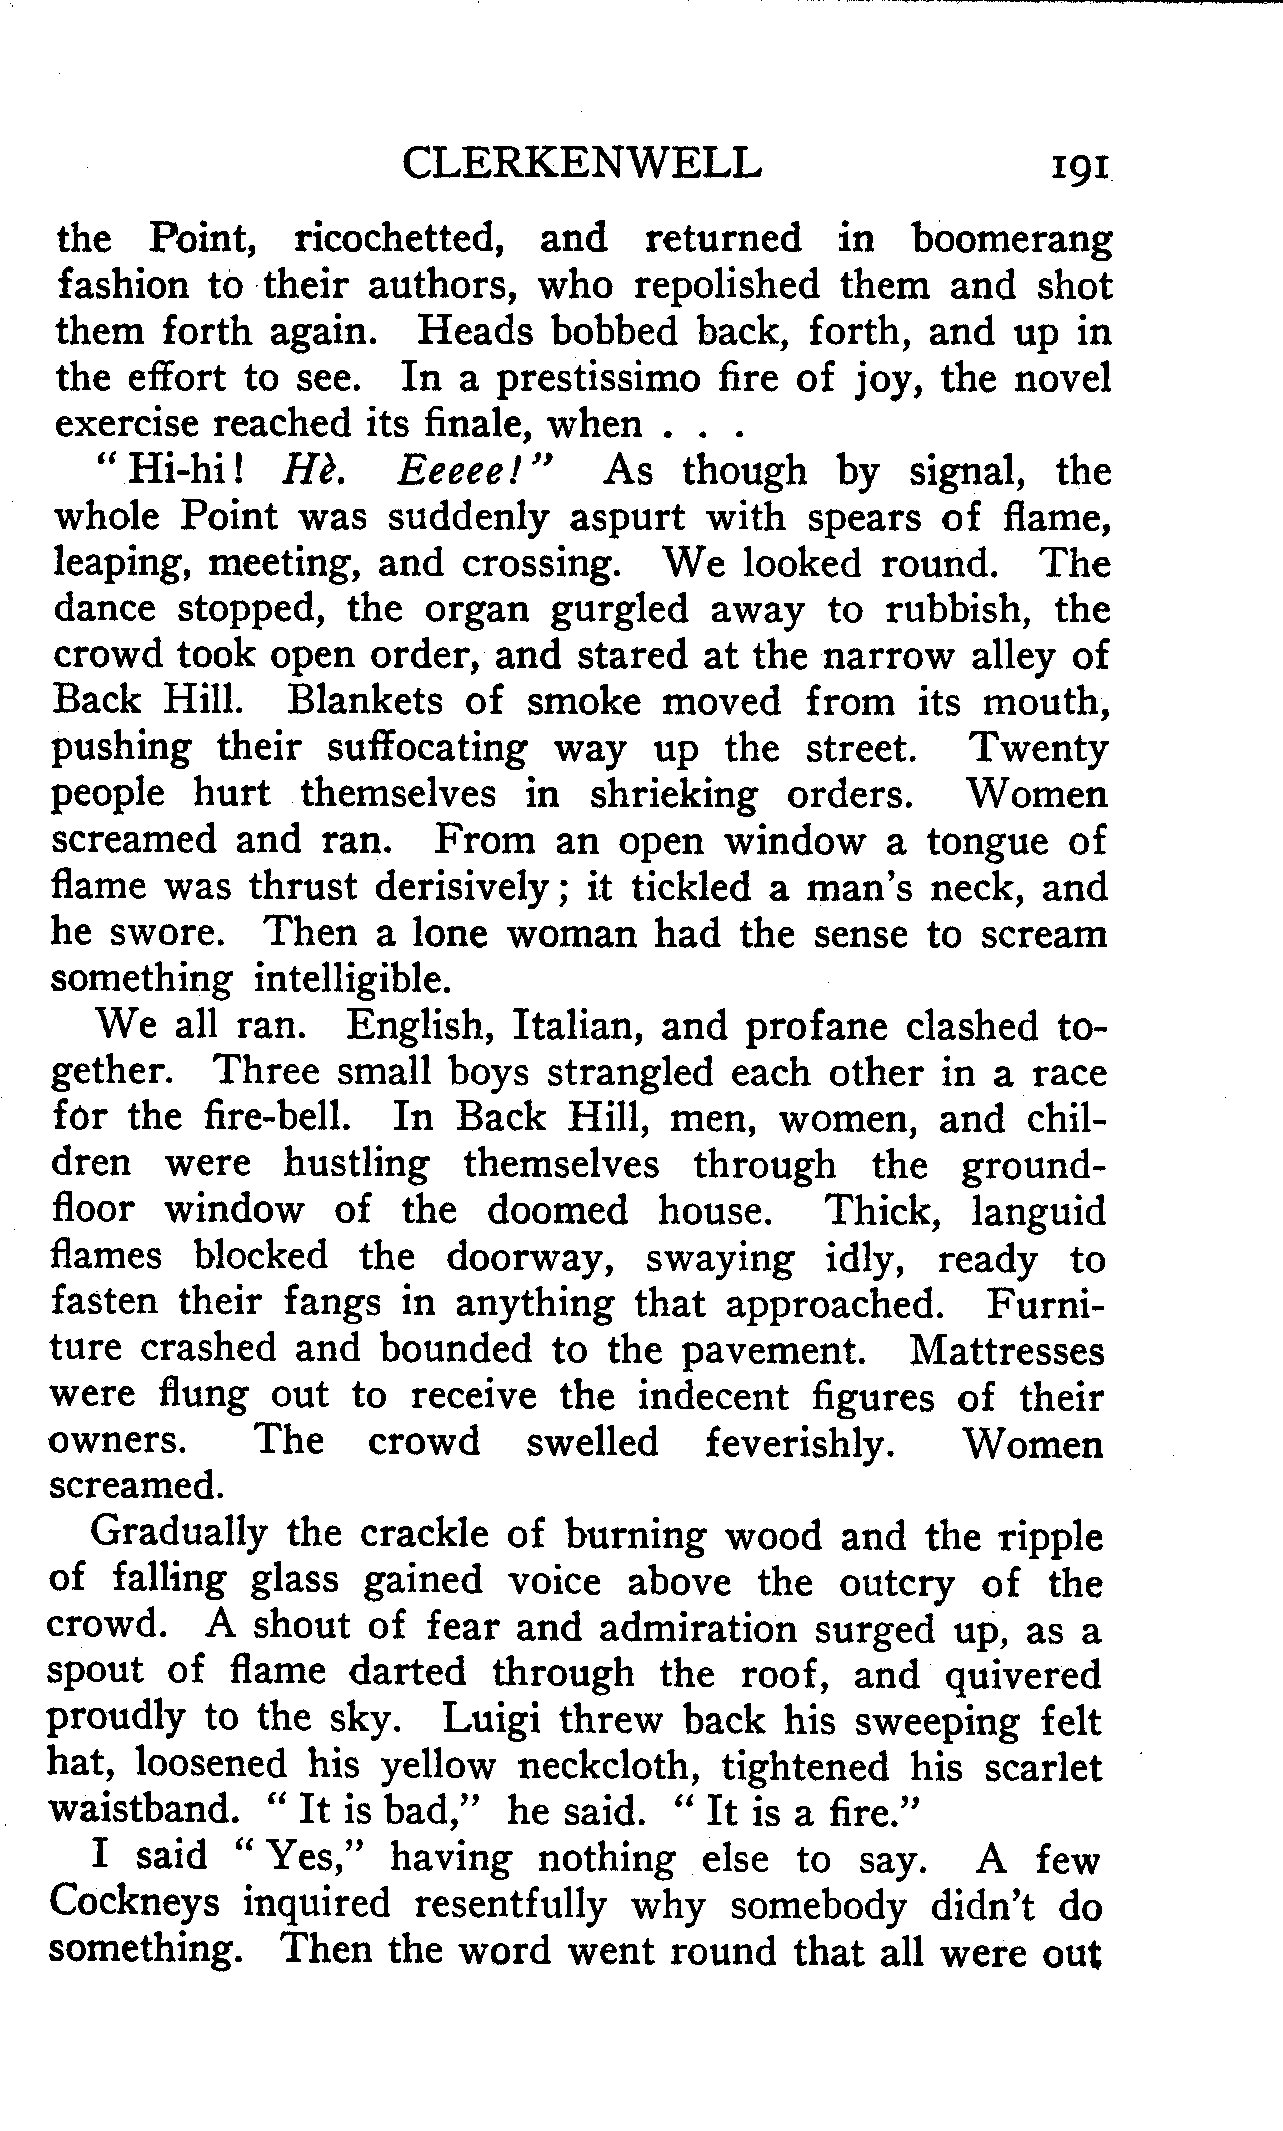 CLERKENWELL 191
the Point, ricochetted, and returned in boomerang
fashion to their authors, who repolished them and shot
them forth again. Heads bobbed back, forth, and up in
the effort to see. In a prestissimo fire of joy, the novel
exercise reached its finale, when . . .
“ Hi-hi ! Hè. Eeeee ! ” As though by signal, the
whole Point was suddenly aspurt with spears of flame,
leaping, meeting, and crossing. We looked round. The
dance stopped, the organ gurgled away to rubbish, the
crowd took open order, and stared at the narrow alley of
Back Hill. Blankets of smoke moved from its mouth,
pushing their suffocating way up the street. Twenty
people hurt themselves in shrieking orders. Women
screamed and ran. From an open window a tongue of
flame was thrust derisively ; it tickled a man’s neck, and
he swore. Then a lone woman had the sense to scream
something intelligible.
We all ran. English, Italian, and profane clashed to-
gether. Three small boys strangled each other in a race
for the fire-bell. In Back Hill, men, women, and chil-
dren were hustling themselves through the ground-
floor window of the doomed house. Thick, languid
flames blocked the doorway, swaying idly, ready to
fasten their fangs in anything that approached. Furni-
ture crashed and bounded to the pavement. Mattresses
were flung out to receive the indecent figures of their
owners. The crowd swelled feverishly. Women
screamed.
Gradually the crackle of burning wood and the ripple
of falling glass gained voice above the outcry of the
crowd. A shout of fear and admiration surged up, as a
spout of flame darted through the roof, and quivered
proudly to the sky. Luigi threw back his sweeping felt
hat, loosened his yellow neckcloth, tightened his scarlet
waistband. “ It is bad,” he said. “ It is a fire.”
I said “ Yes,” having nothing else to say. A few
Cockneys inquired resentfully why somebody didn’t do
something. Then the word went round that all were out